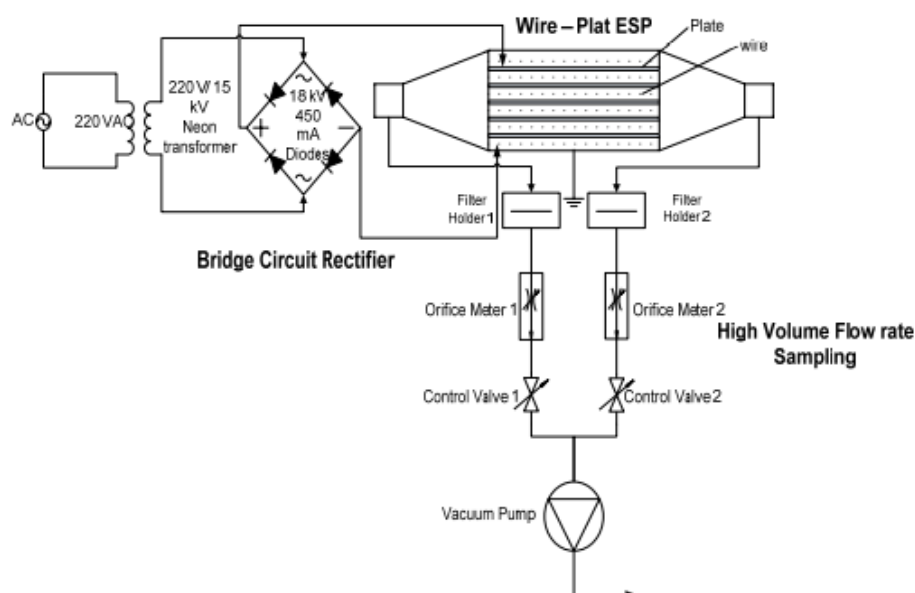 Wire – Plat ESP
Plate
wire
AC
220 VAC
220 V/ 15
kV
Neon
transformer
18 kV
450
mA
Diodes
+
−
Filter
Holder 1
Filter
Holder 2
Bridge Circuit Rectifier
Orifice Meter 1
Orifice Meter 2
High Volume Flow rate
Sampling
Control Valve 1
Control Valve 2
Vacuum Pump